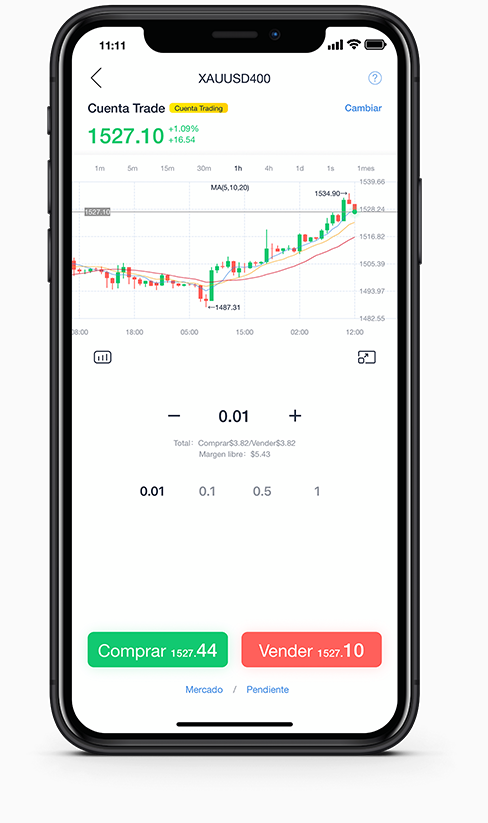 11:11
XAUUSD400
?
Cuenta Trade Cuenta Trading Cambiar
1527.10 +1.09%
+16.54
1m 5m 15m 30m 1h 4h 1d 1s 1mes
MA(5,10,20)
1539.66
1534.90
1527.10
1528.24
1516.82
1505.39
1493.97
1487.31
1482.55
08:00 18:00 05:00 15:00 02:00 12:00
− 0.01 +
Total: Comprar$3.82/Vender$3.82
Margen libre: $5.43
0.01 0.1 0.5 1
Comprar 1527.44 Vender 1527.10
Mercado / Pendiente